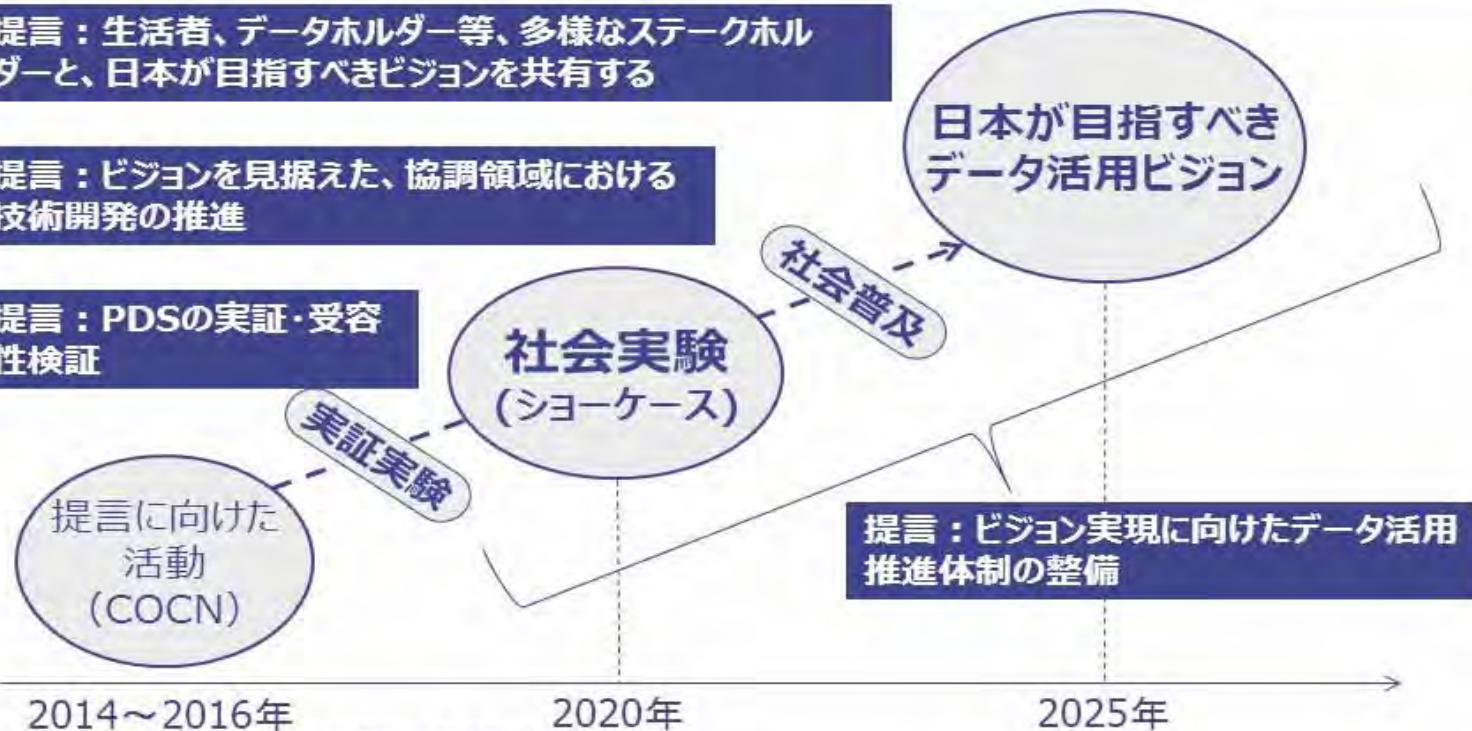 提言：生活者、データホルダー等、多様なステークホル
ダーと、日本が目指すべきビジョンを共有する
日本が目指すべき
データ活用ビジョン
提言：ビジョンを見据えた、協調領域における
技術開発の推進
社会普及
提言：PDSの実証・受容
性検証
社会実験
(ショーケース)
実証実験
提言に向けた
活動
（COCN）
提言：ビジョン実現に向けたデータ活用
推進体制の整備
2014～2016年
2020年
2025年